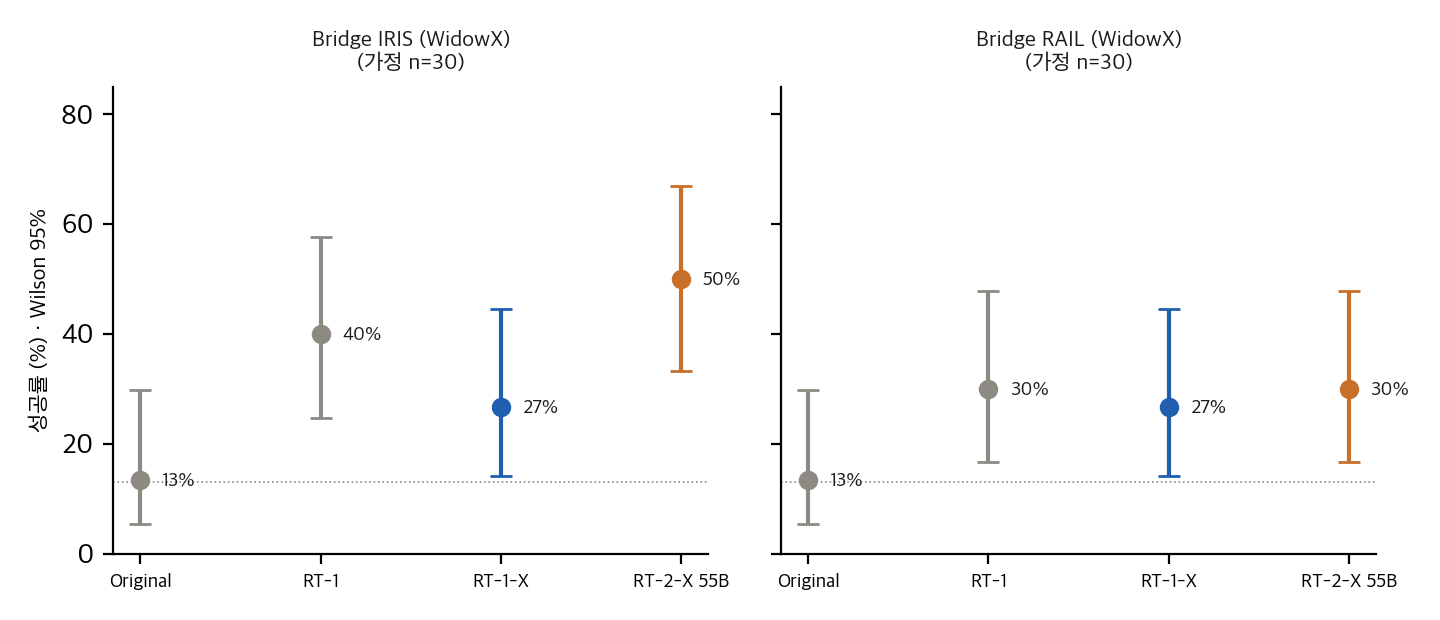 Bridge IRIS (WidowX)
(가정 n=30)
성공률 (%) · Wilson 95%
80
60
40
20
0
50%
40%
27%
13%
Original
RT-1
RT-1-X
RT-2-X 55B
Bridge RAIL (WidowX)
(가정 n=30)
30%
30%
27%
13%
Original
RT-1
RT-1-X
RT-2-X 55B